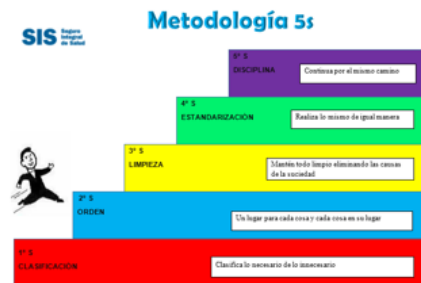 Metodología 5s
SIS Seguro
Integral
de Salud
5° S
DISCIPLINA
Continua por el mismo camino
4° S
ESTANDARIZACIÓN
Realiza lo mismo de igual manera
3° S
LIMPIEZA
Mantén todo limpio eliminando las causas
de la suciedad
2° S
ORDEN
Un lugar para cada cosa y cada cosa en su lugar
1° S
CLASIFICACIÓN
Clasifica lo necesario de lo innecesario